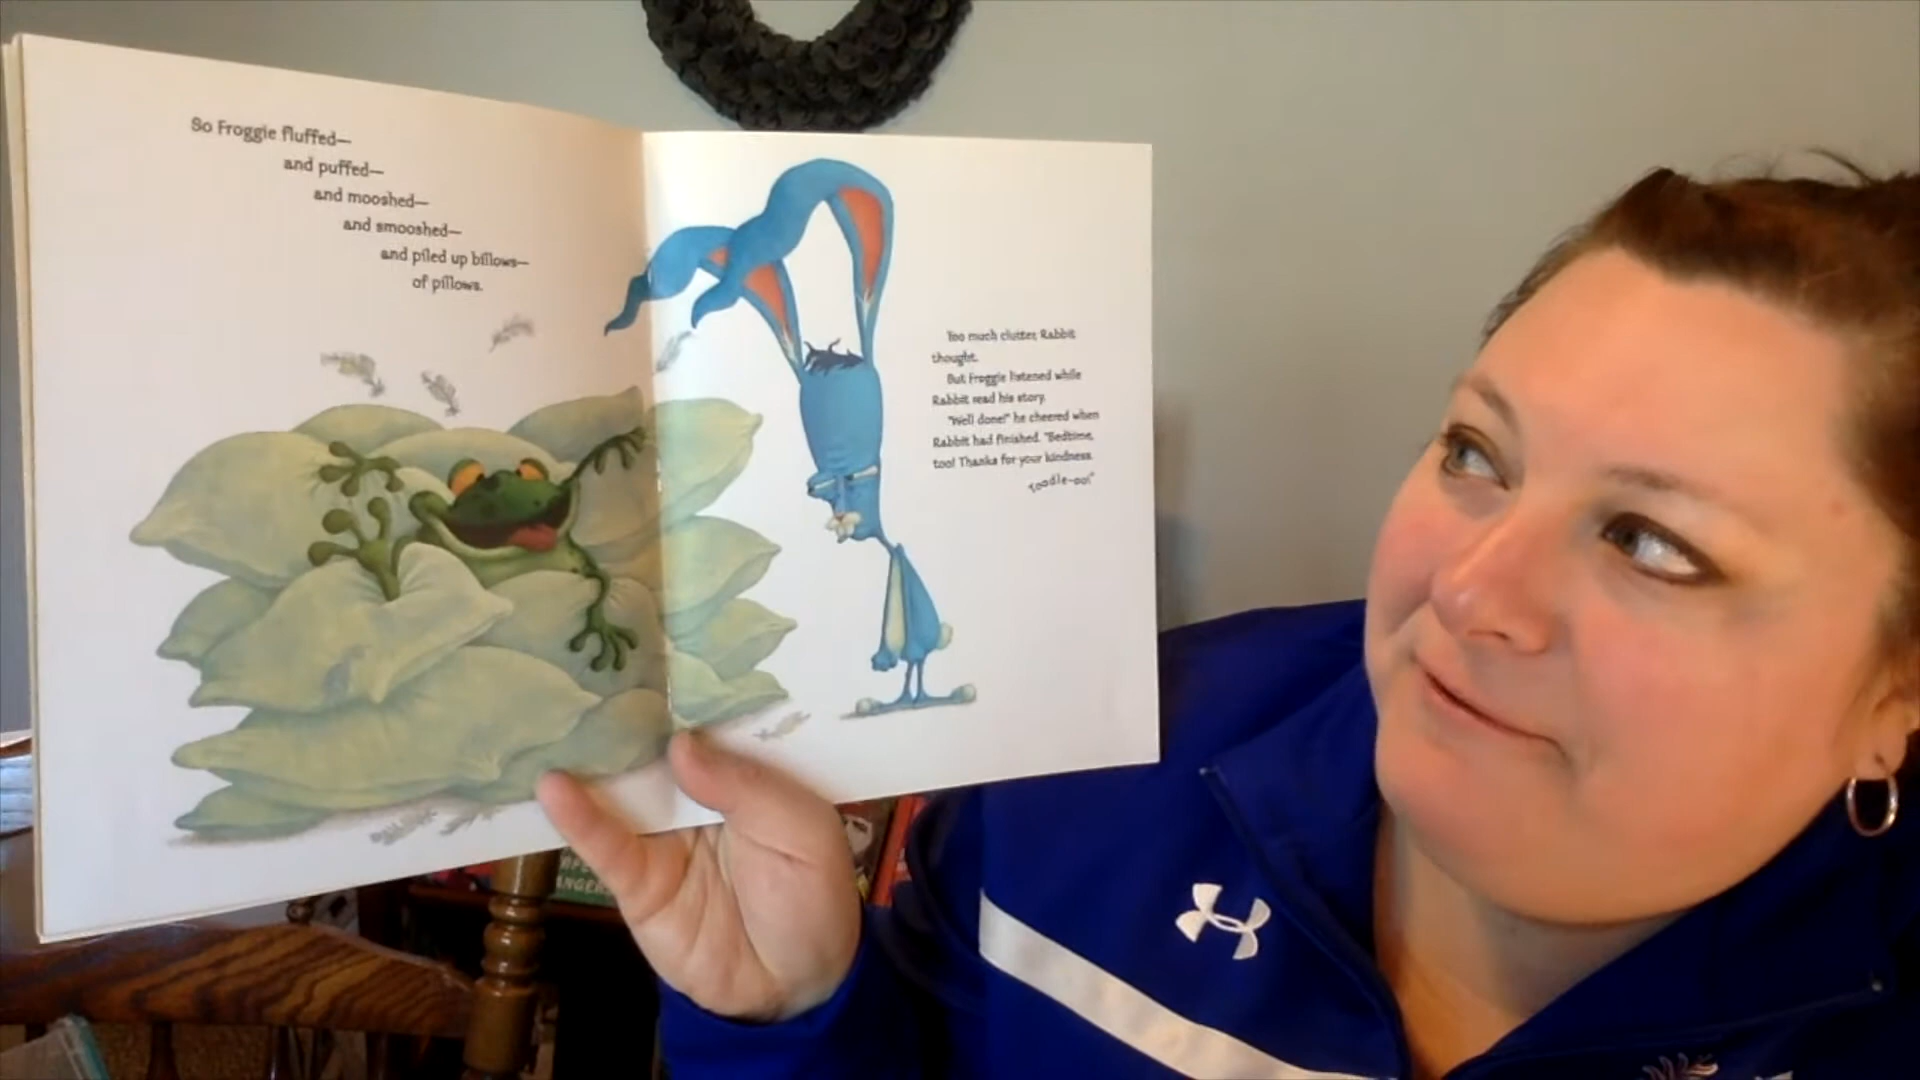 So Froggie fluffed—
and puffed—
and mooshed—
and smooshed—
and piled up billows—
of pillows.
Too much clutter, Rabbit
thought.
But Froggie listened while
Rabbit read his story.
"Well done!" he cheered when
Rabbit had finished. "Bedtime,
too! Thanks for your kindness.
Toodle-oo!"